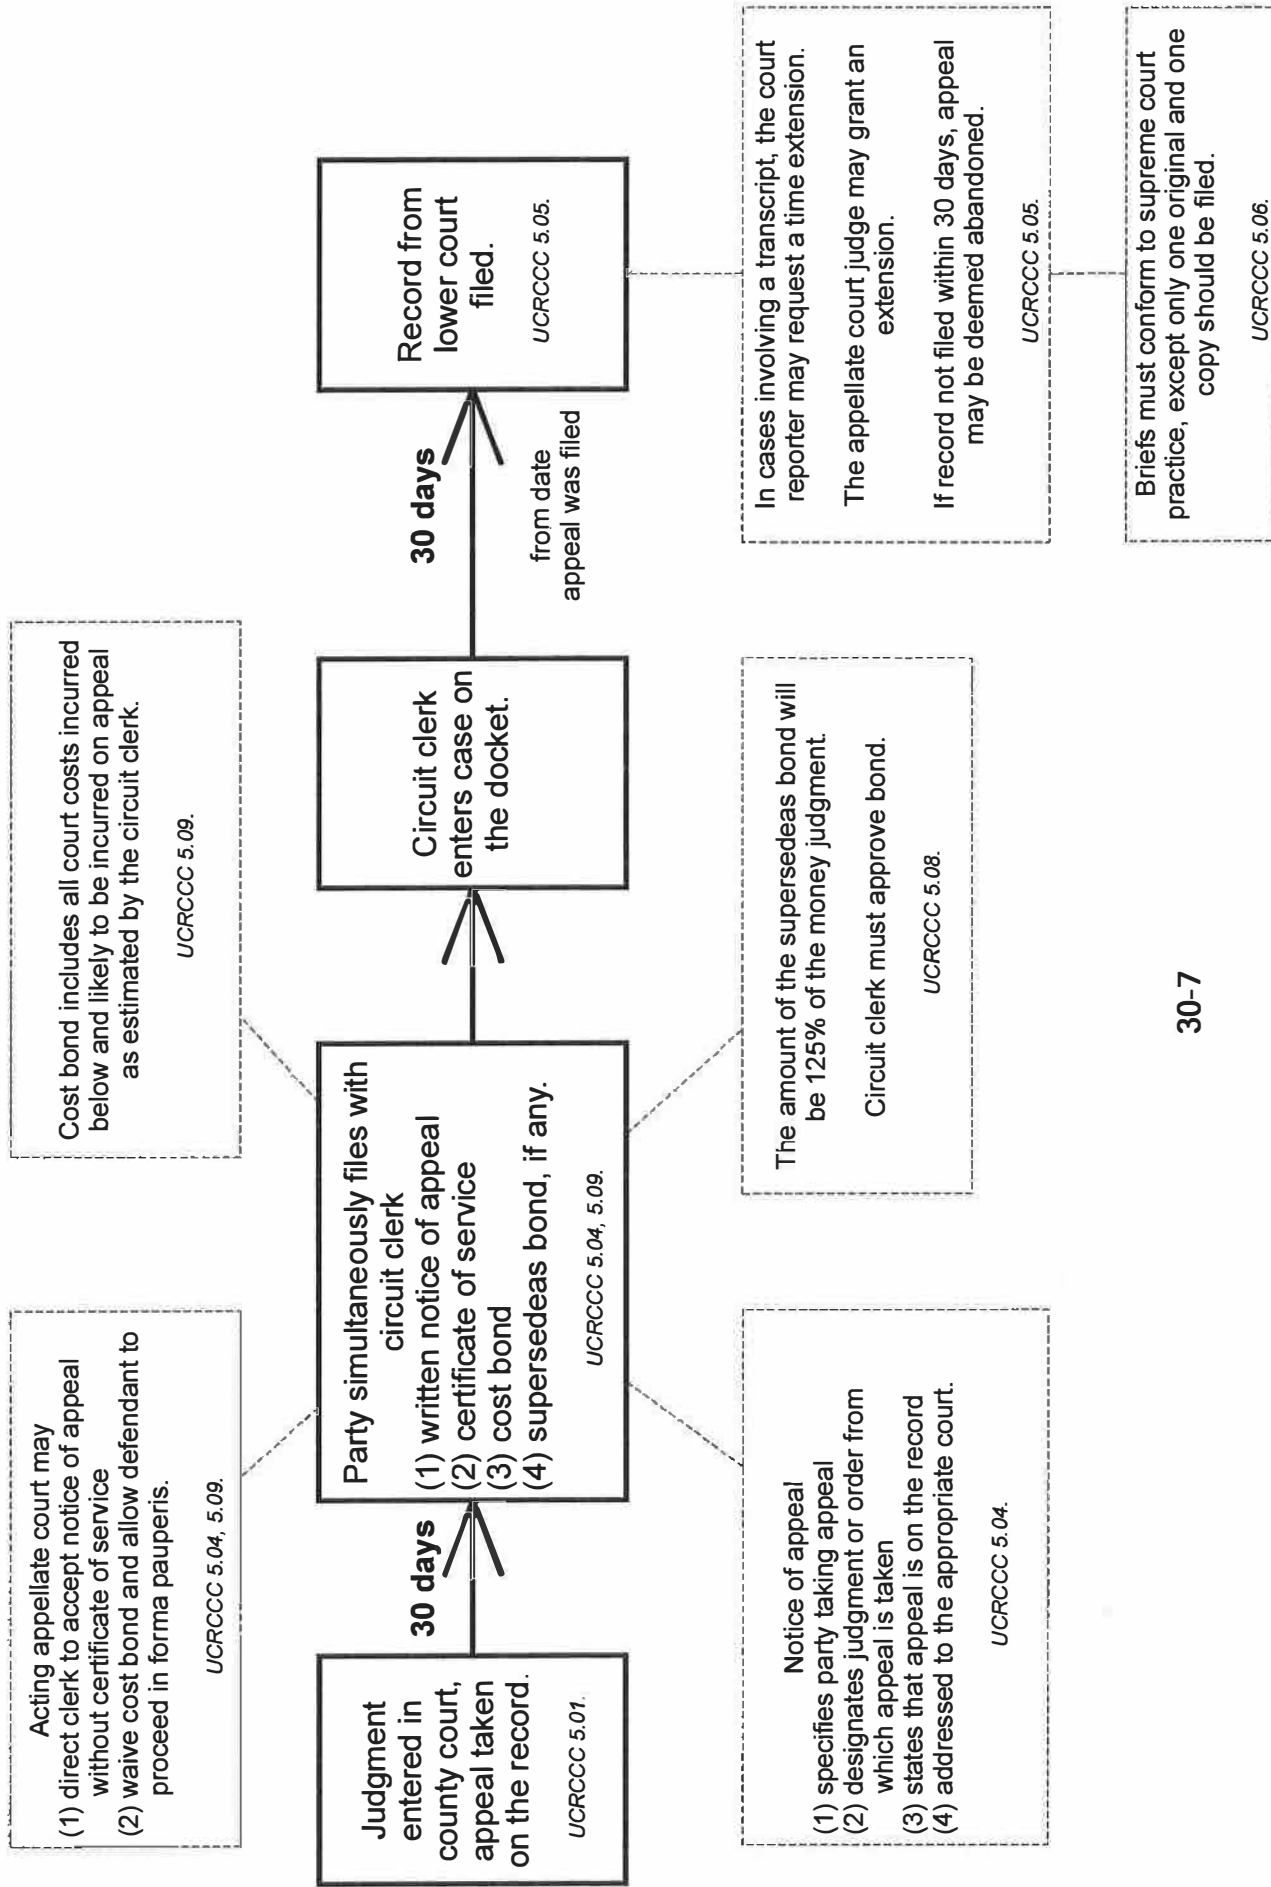 Acting appellate court may
(1) direct clerk to accept notice of appeal
without certificate of service
(2) waive cost bond and allow defendant to
proceed in forma pauperis.
UCRCCC 5.04, 5.09.
Cost bond includes all court costs incurred
below and likely to be incurred on appeal
as estimated by the circuit clerk.
UCRCCC 5.09.
Judgment
entered in
county court,
appeal taken
on the record.
UCRCCC 5.01.
30 days
Party simultaneously files with
circuit clerk
(1) written notice of appeal
(2) certificate of service
(3) cost bond
(4) supersedeas bond, if any.
UCRCCC 5.04, 5.09.
Circuit clerk
enters case on
the docket.
30 days
from date
appeal was filed
Record from
lower court
filed.
UCRCCC 5.05.
Notice of appeal
(1) specifies party taking appeal
(2) designates judgment or order from
which appeal is taken
(3) states that appeal is on the record
(4) addressed to the appropriate court.
UCRCCC 5.04.
The amount of the supersedeas bond will
be 125% of the money judgment.
Circuit clerk must approve bond.
UCRCCC 5.08.
In cases involving a transcript, the court
reporter may request a time extension.
The appellate court judge may grant an
extension.
If record not filed within 30 days, appeal
may be deemed abandoned.
UCRCCC 5.05.
Briefs must conform to supreme court
practice, except only one original and one
copy should be filed.
UCRCCC 5.06.
30-7